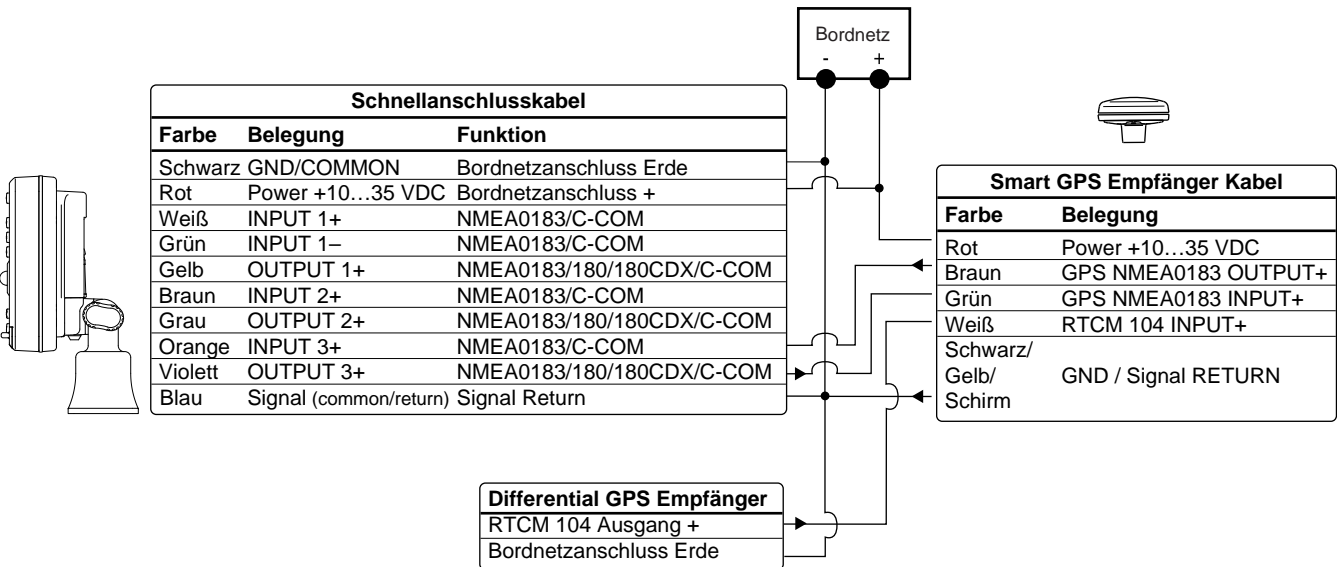 Bordnetz
- +
Schnellanschlusskabel
Farbe Belegung Funktion
Schwarz GND/COMMON Bordnetzanschluss Erde
Rot Power +10…35 VDC Bordnetzanschluss +
Weiß INPUT 1+ NMEA0183/C-COM
Grün INPUT 1– NMEA0183/C-COM
Gelb OUTPUT 1+ NMEA0183/180/180CDX/C-COM
Braun INPUT 2+ NMEA0183/C-COM
Grau OUTPUT 2+ NMEA0183/180/180CDX/C-COM
Orange INPUT 3+ NMEA0183/C-COM
Violett OUTPUT 3+ NMEA0183/180/180CDX/C-COM
Blau Signal (common/return) Signal Return
Smart GPS Empfänger Kabel
Farbe Belegung
Rot Power +10…35 VDC
Braun GPS NMEA0183 OUTPUT+
Grün GPS NMEA0183 INPUT+
Weiß RTCM 104 INPUT+
Schwarz/
Gelb/ GND / Signal RETURN
Schirm
Differential GPS Empfänger
RTCM 104 Ausgang +
Bordnetzanschluss Erde